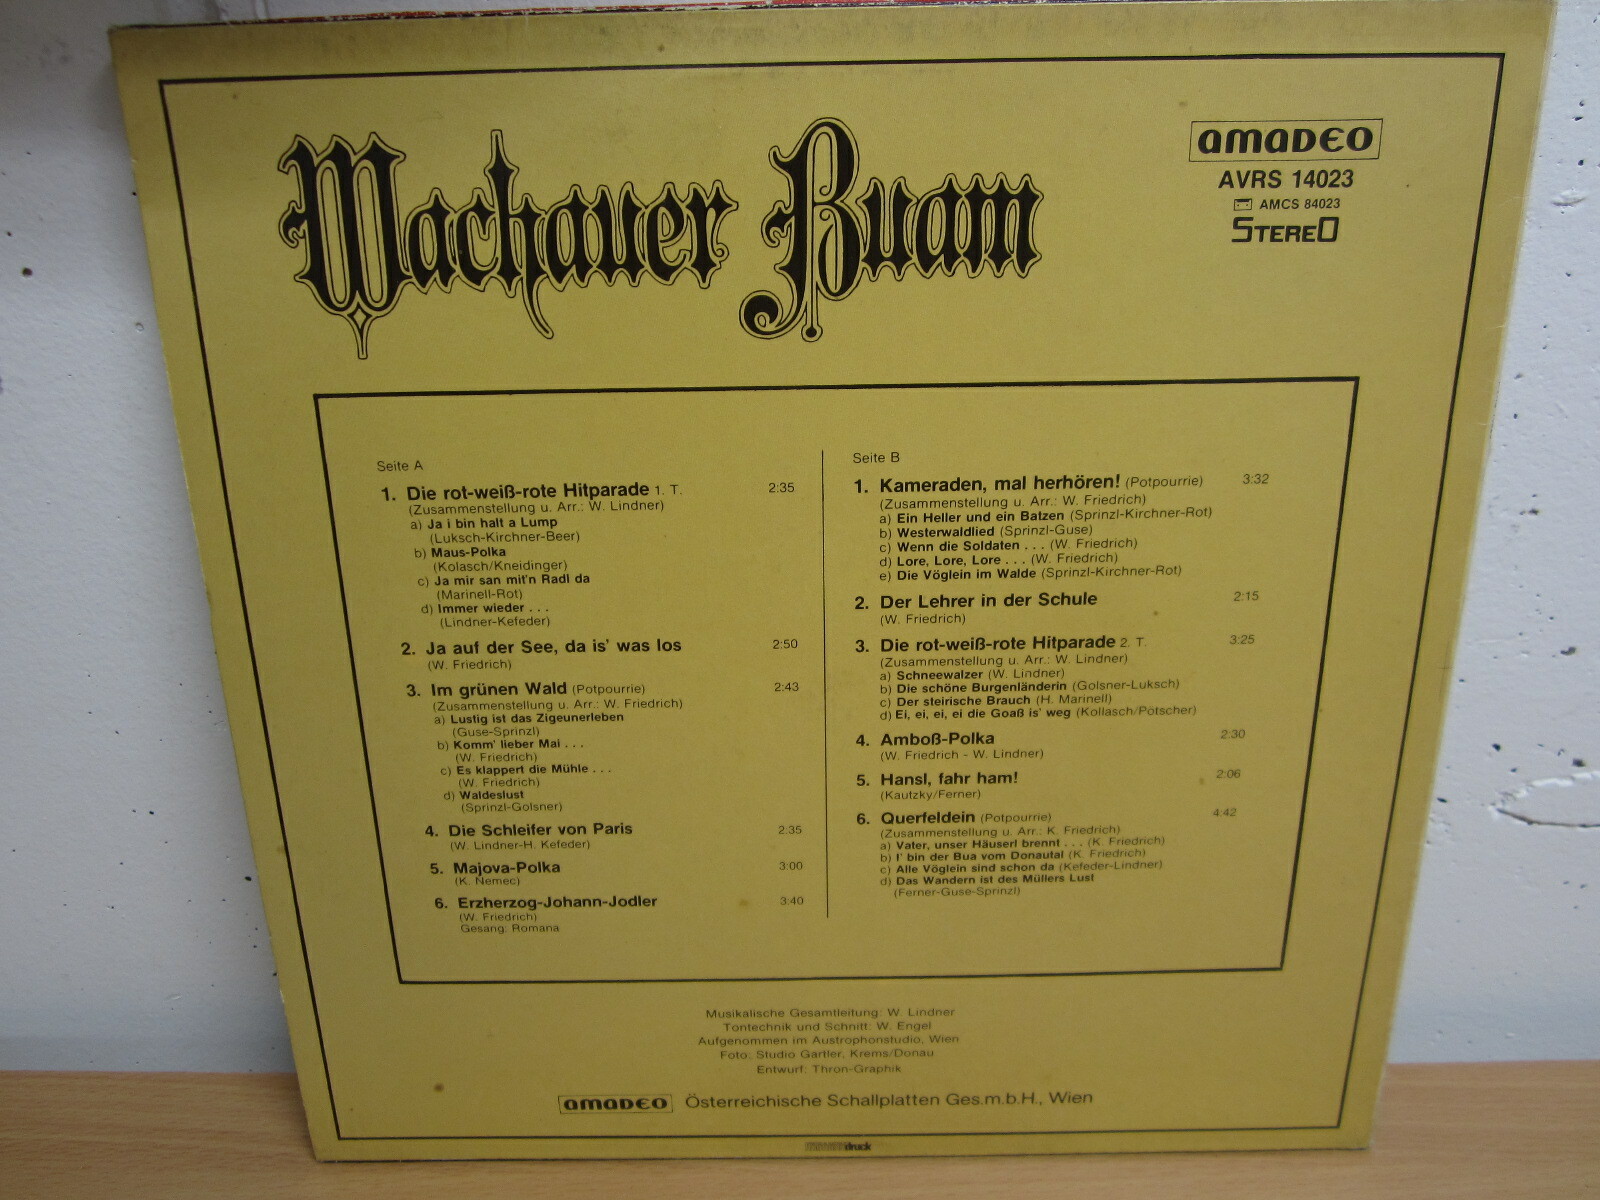 Wachauer Buam
amadeo
AVRS 14023
AMCS 84023
STEREO
Seite A
1. Die rot-weiß-rote Hitparade 1. T. 2:35
(Zusammenstellung u. Arr.: W. Lindner)
a) Ja i bin halt a Lump
(Luksch-Kirchner-Beer)
b) Maus-Polka
(Kolasch/Kneidinger)
c) Ja mir san mit'n Radl da
(Marinell-Rot)
d) Immer wieder . . .
(Lindner-Kefeder)
2. Ja auf der See, da is' was los 2:50
(W. Friedrich)
3. Im grünen Wald (Potpourrie) 2:43
(Zusammenstellung u. Arr.: W. Friedrich)
a) Lustig ist das Zigeunerleben
(Guse-Sprinzl)
b) Komm' lieber Mai . . .
(W. Friedrich)
c) Es klappert die Mühle . . .
(W. Friedrich)
d) Waldeslust
(Sprinzl-Golsner)
4. Die Schleifer von Paris 2:35
(W. Lindner-H. Kefeder)
5. Majova-Polka 3:00
(K. Nemec)
6. Erzherzog-Johann-Jodler 3:40
(W. Friedrich)
Gesang: Romana
Seite B
1. Kameraden, mal herhören! (Potpourrie) 3:32
(Zusammenstellung u. Arr.: W. Friedrich)
a) Ein Heller und ein Batzen (Sprinzl-Kirchner-Rot)
b) Westerwaldlied (Sprinzl-Guse)
c) Wenn die Soldaten . . . (W. Friedrich)
d) Lore, Lore, Lore . . . (W. Friedrich)
e) Die Vöglein im Walde (Sprinzl-Kirchner-Rot)
2. Der Lehrer in der Schule 2:15
(W. Friedrich)
3. Die rot-weiß-rote Hitparade 2. T. 3:25
(Zusammenstellung u. Arr.: W. Lindner)
a) Schneewalzer (W. Lindner)
b) Die schöne Burgenländerin (Golsner-Luksch)
c) Der steirische Brauch (H. Marinell)
d) Ei, ei, ei, ei die Goaß is' weg (Kollasch/Pötscher)
4. Amboß-Polka 2:30
(W. Friedrich - W. Lindner)
5. Hansl, fahr ham! 2:06
(Kautzky/Ferner)
6. Querfeldein (Potpourrie) 4:42
(Zusammenstellung u. Arr.: K. Friedrich)
a) Vater, unser Häuserl brennt . . . (K. Friedrich)
b) I' bin der Bua vom Donautal (K. Friedrich)
c) Alle Vöglein sind schon da (Kefeder-Lindner)
d) Das Wandern ist des Müllers Lust
(Ferner-Guse-Sprinzl)
Musikalische Gesamtleitung: W. Lindner
Tontechnik und Schnitt: W. Engel
Aufgenommen im Austrophonstudio, Wien
Foto: Studio Gartler, Krems/Donau
Entwurf: Thron-Graphik
amadeo Österreichische Schallplatten Ges.m.b.H., Wien